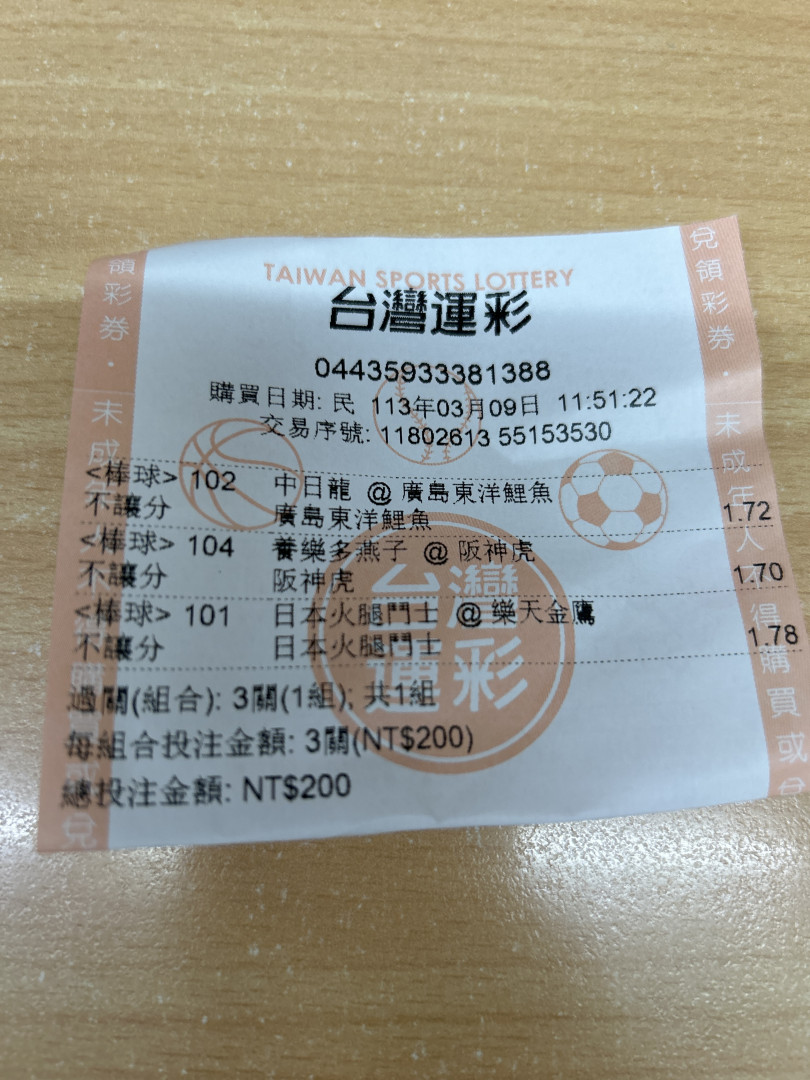 TAIWAN SPORTS LOTTERY
台灣運彩
04435933381388
購買日期: 民 113年03月09日 11:51:22
交易序號: 11802613 55153530
<棒球> 102 中日龍 @ 廣島東洋鯉魚
不讓分 廣島東洋鯉魚 1.72
<棒球> 104 養樂多燕子 @ 阪神虎
不讓分 阪神虎 1.70
<棒球> 101 日本火腿鬥士 @ 樂天金鷹
不讓分 日本火腿鬥士 1.78
過關(組合): 3關(1組); 共1組
每組合投注金額: 3關(NT$200)
總投注金額: NT$200
台灣
運彩
領彩券・未成
兌領彩券・未成年人不得購買或兌